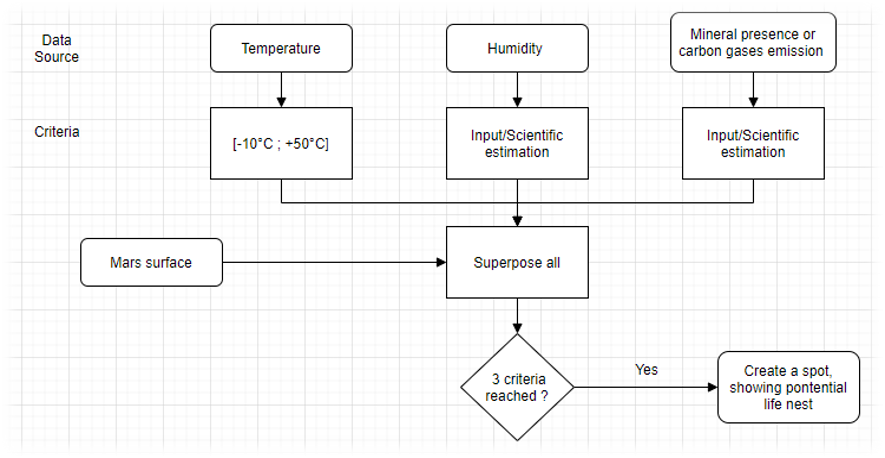 Data
Source
Temperature
Humidity
Mineral presence or
carbon gases emission
Criteria
[-10°C ; +50°C]
Input/Scientific
estimation
Input/Scientific
estimation
Mars surface
Superpose all
3 criteria
reached ?
Yes
Create a spot,
showing pontential
life nest